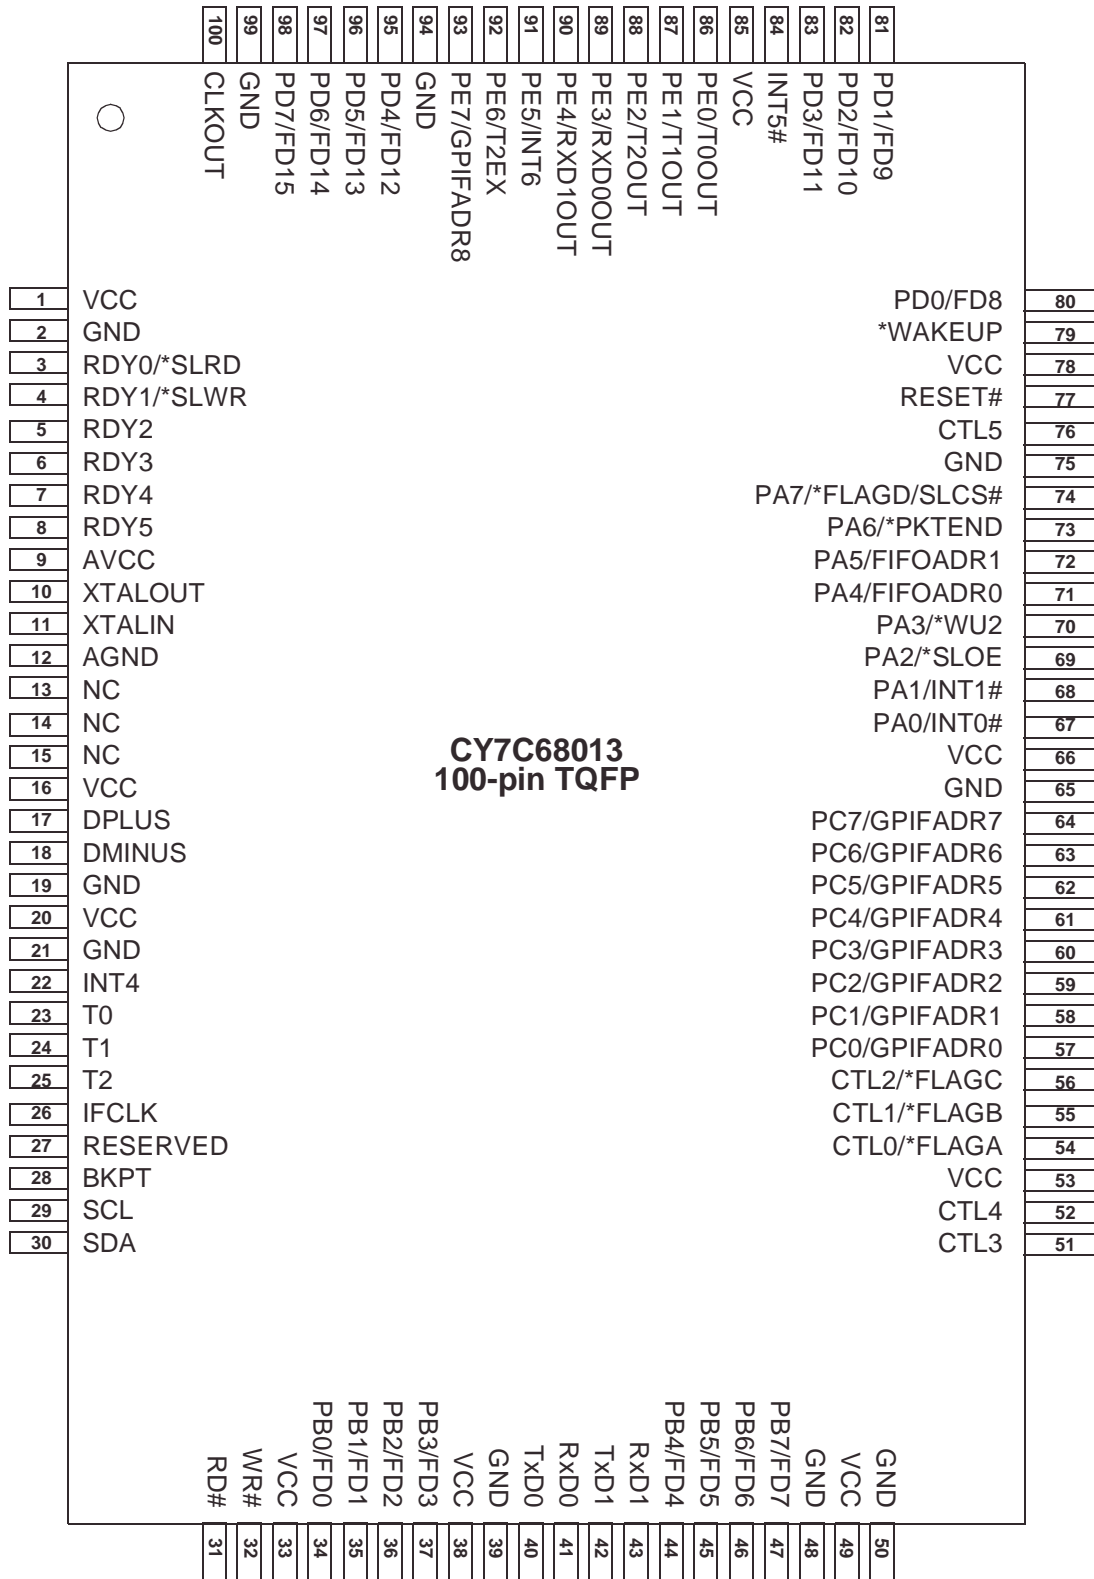 100 99 98 97 96 95 94 93 92 91 90 89 88 87 86 85 84 83 82 81
CLKOUT
GND
PD7/FD15
PD6/FD14
PD5/FD13
PD4/FD12
GND
PE7/GPIFADR8
PE6/T2EX
PE5/INT6
PE4/RXD1OUT
PE3/RXD0OUT
PE2/T2OUT
PE1/T1OUT
PE0/T0OUT
VCC
INT5#
PD3/FD11
PD2/FD10
PD1/FD9
1 VCC PD0/FD8 80
2 GND *WAKEUP 79
3 RDY0/*SLRD VCC 78
4 RDY1/*SLWR RESET# 77
5 RDY2 CTL5 76
6 RDY3 GND 75
7 RDY4 PA7/*FLAGD/SLCS# 74
8 RDY5 PA6/*PKTEND 73
9 AVCC PA5/FIFOADR1 72
10 XTALOUT PA4/FIFOADR0 71
11 XTALIN PA3/*WU2 70
12 AGND PA2/*SLOE 69
13 NC PA1/INT1# 68
14 NC PA0/INT0# 67
15 NC VCC 66
CY7C68013
100-pin TQFP
16 VCC GND 65
17 DPLUS PC7/GPIFADR7 64
18 DMINUS PC6/GPIFADR6 63
19 GND PC5/GPIFADR5 62
20 VCC PC4/GPIFADR4 61
21 GND PC3/GPIFADR3 60
22 INT4 PC2/GPIFADR2 59
23 T0 PC1/GPIFADR1 58
24 T1 PC0/GPIFADR0 57
25 T2 CTL2/*FLAGC 56
26 IFCLK CTL1/*FLAGB 55
27 RESERVED CTL0/*FLAGA 54
28 BKPT VCC 53
29 SCL CTL4 52
30 SDA CTL3 51
RD#
WR#
VCC
PB0/FD0
PB1/FD1
PB2/FD2
PB3/FD3
VCC
GND
TxD0
RxD0
TxD1
RxD1
PB4/FD4
PB5/FD5
PB6/FD6
PB7/FD7
GND
VCC
GND
31 32 33 34 35 36 37 38 39 40 41 42 43 44 45 46 47 48 49 50